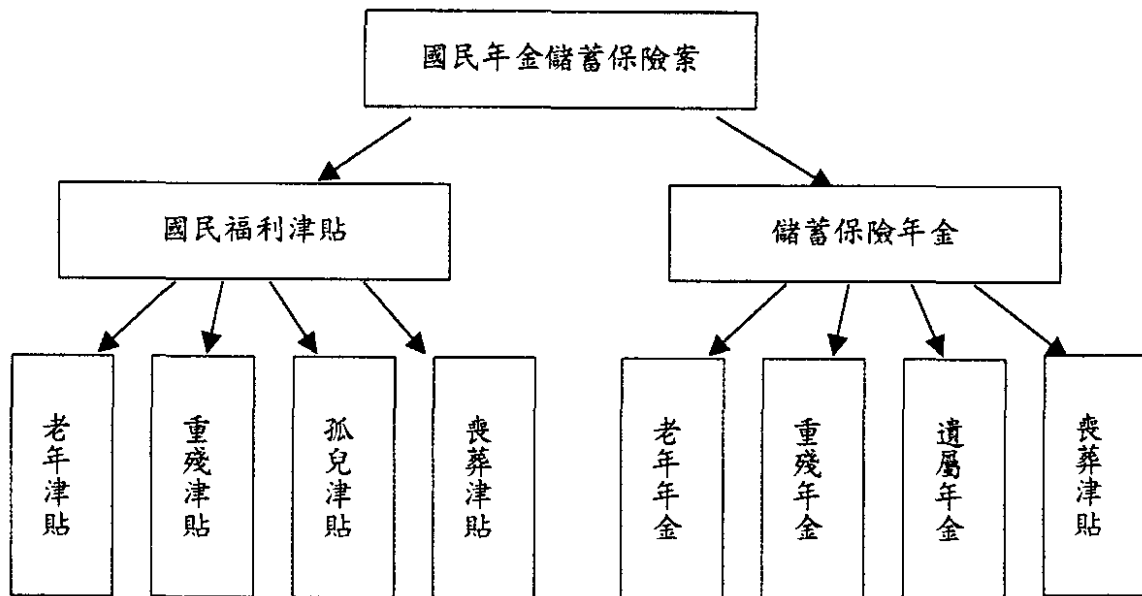 國民年金儲蓄保險案
國民福利津貼
儲蓄保險年金
老年津貼
重殘津貼
孤兒津貼
喪葬津貼
老年年金
重殘年金
遺屬年金
喪葬津貼